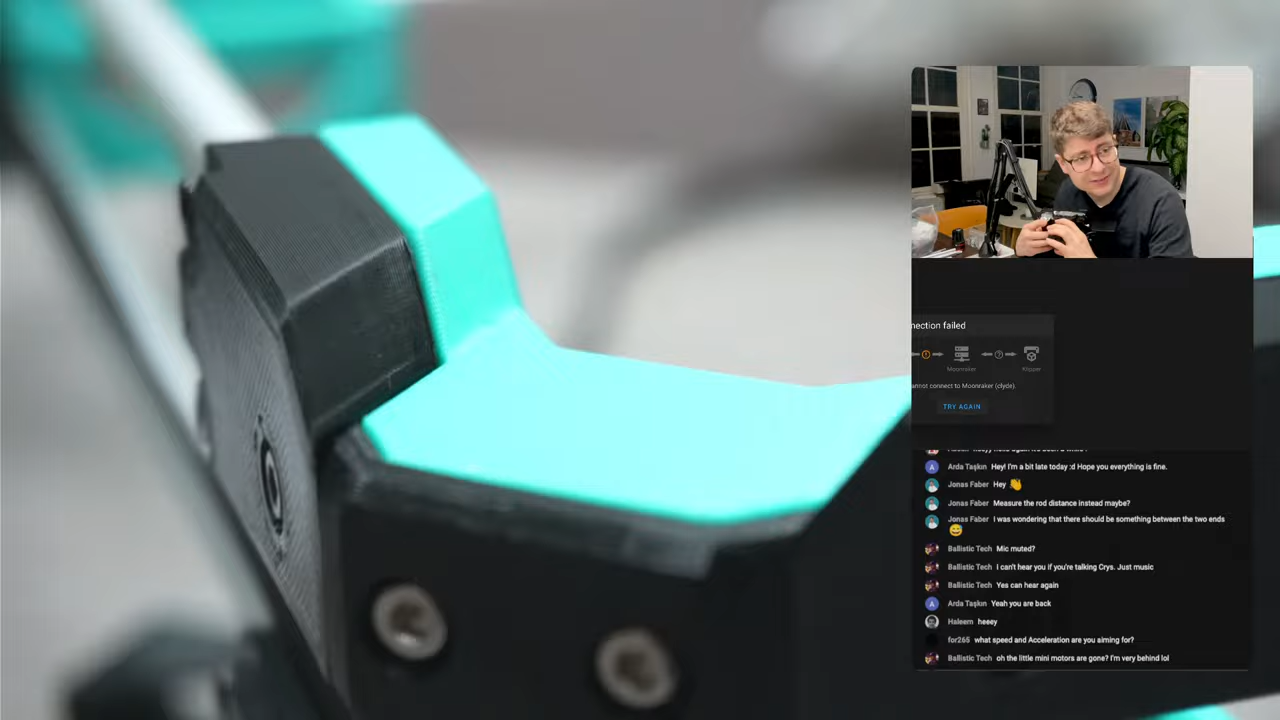 nection failed
Moonraker
Klipper
annot connect to Moonraker (clyde).
TRY AGAIN
A
Arda Taşkın Hey! I'm a bit late today :d Hope you everything is fine.
Jonas Faber Hey 👋
Jonas Faber Measure the rod distance instead maybe?
Jonas Faber I was wondering that there should be something between the two ends
😅
Ballistic Tech Mic muted?
Ballistic Tech I can't hear you if you're talking Crys. Just music
Ballistic Tech Yes can hear again
A
Arda Taşkın Yeah you are back
Haleem heeey
for265 what speed and Acceleration are you aiming for?
Ballistic Tech oh the little mini motors are gone? I'm very behind lol